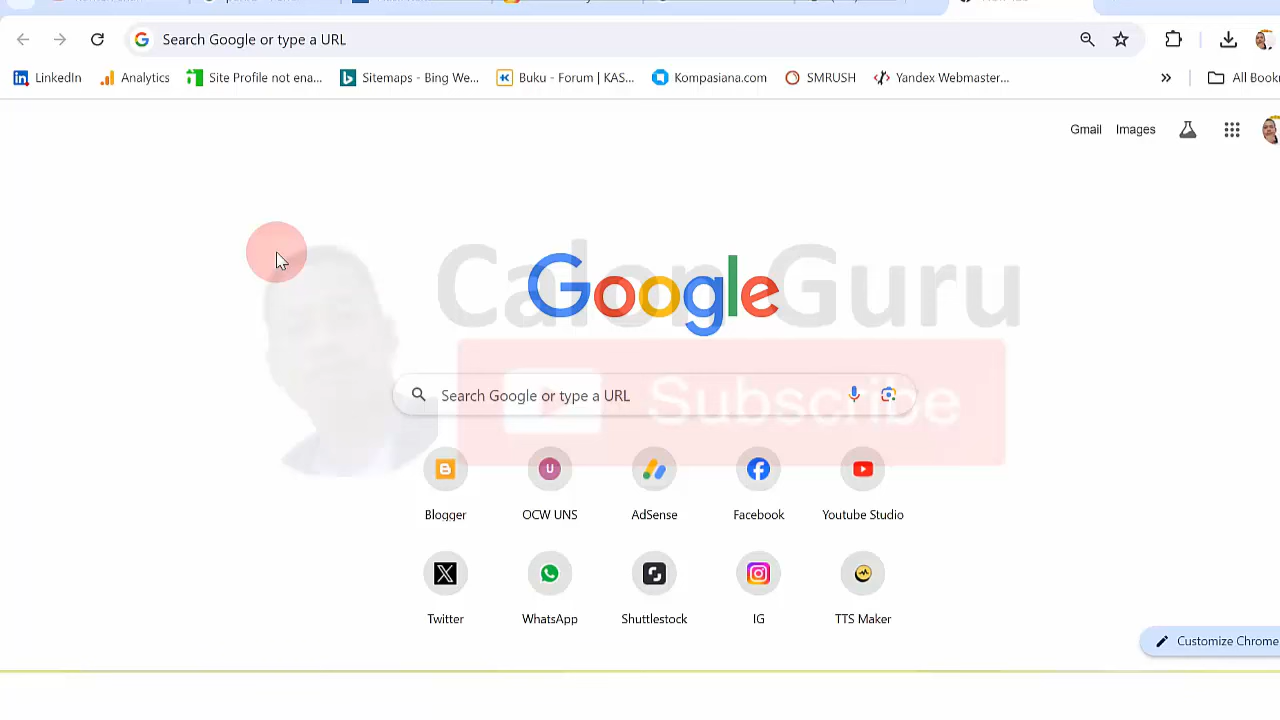 Search Google or type a URL
LinkedIn Analytics Site Profile not ena... Sitemaps - Bing We... Buku - Forum | KAS... Kompasiana.com SMRUSH Yandex Webmaster... » All Book
Gmail Images
Calon Guru
Google
Subscribe
Search Google or type a URL
Blogger OCW UNS AdSense Facebook Youtube Studio
Twitter WhatsApp Shuttlestock IG TTS Maker
Customize Chrome